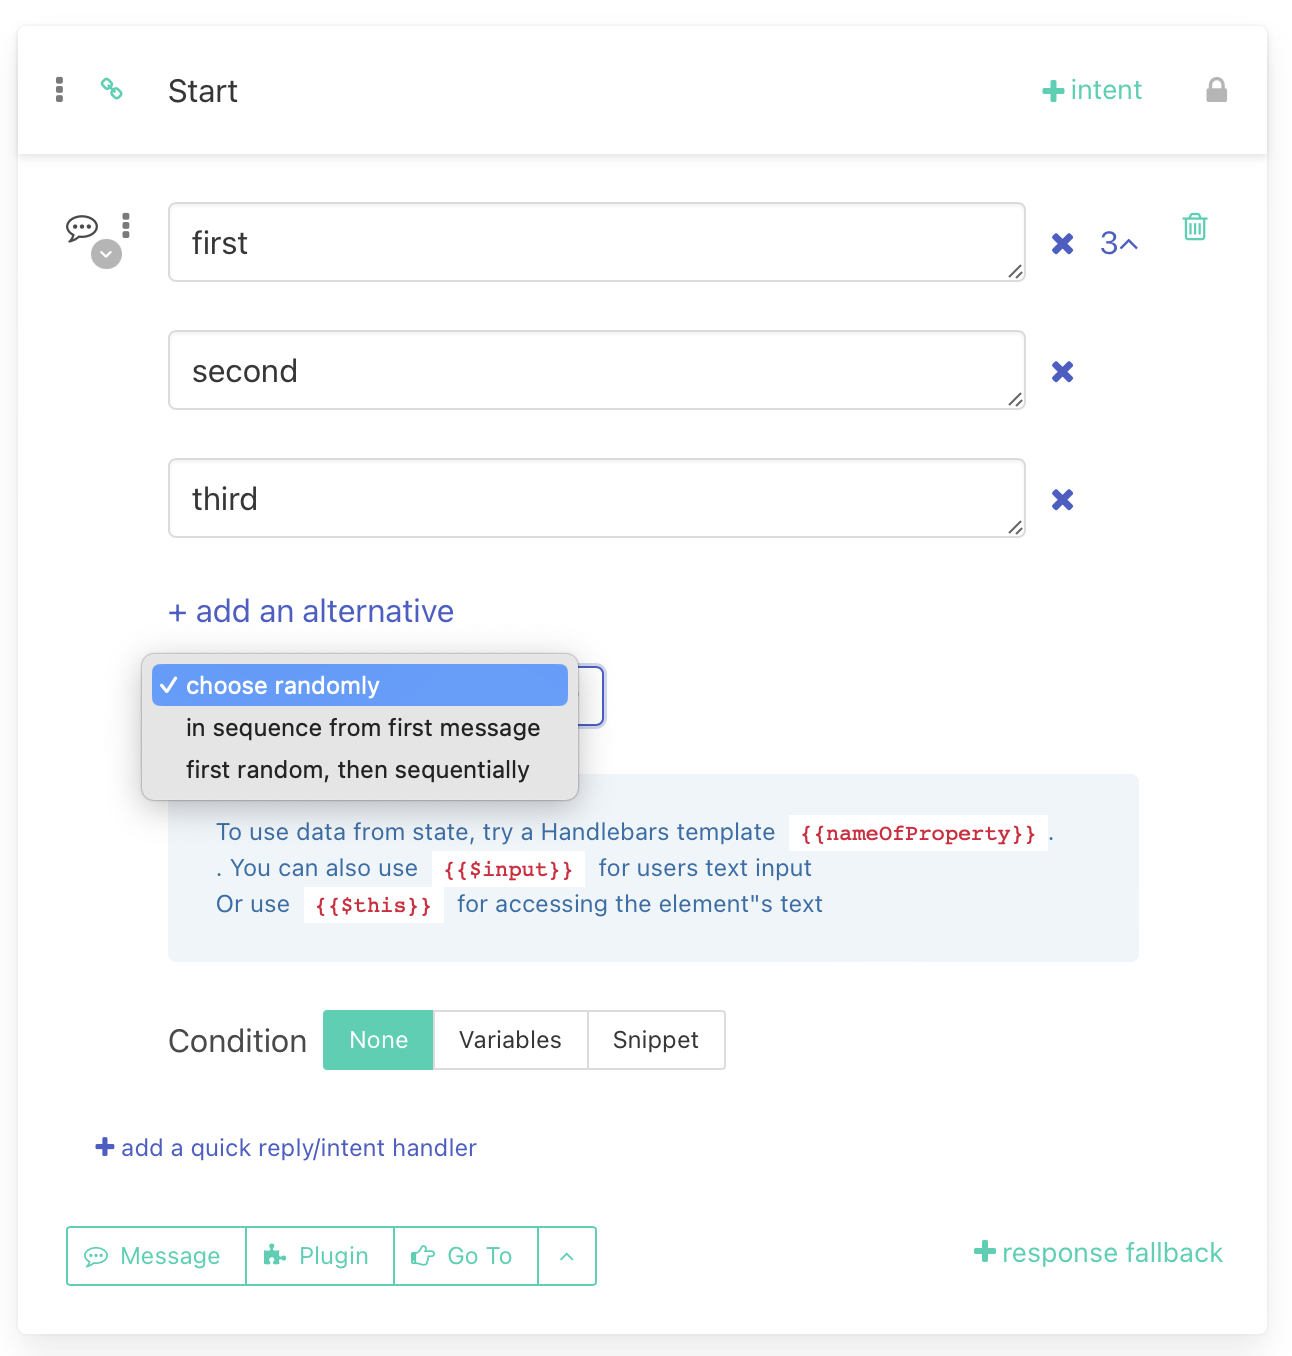 Start
+ intent
first
3
second
third
+ add an alternative
✓ choose randomly
in sequence from first message
first random, then sequentially
To use data from state, try a Handlebars template {{nameOfProperty}} .
. You can also use {{$input}} for users text input
Or use {{$this}} for accessing the element"s text
Condition None Variables Snippet
+ add a quick reply/intent handler
Message Plugin Go To
+ response fallback